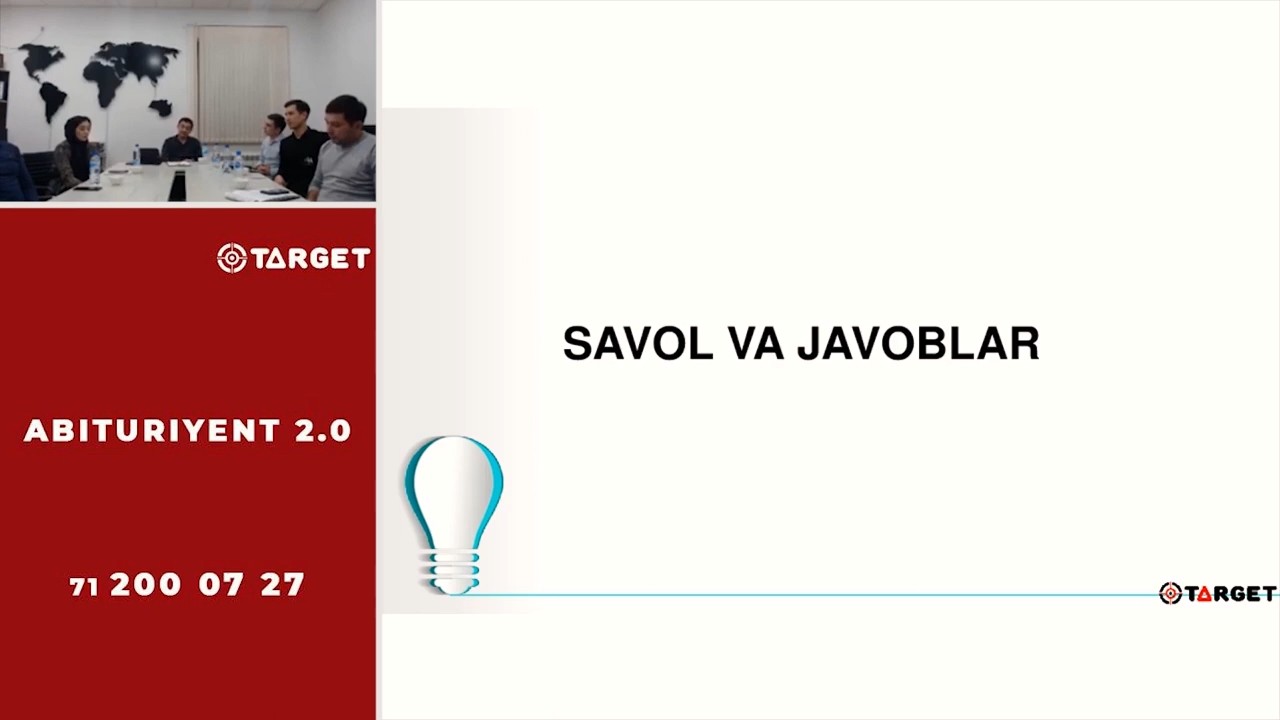 TARGET
ABITURIYENT 2.0
71 200 07 27
SAVOL VA JAVOBLAR
TARGET